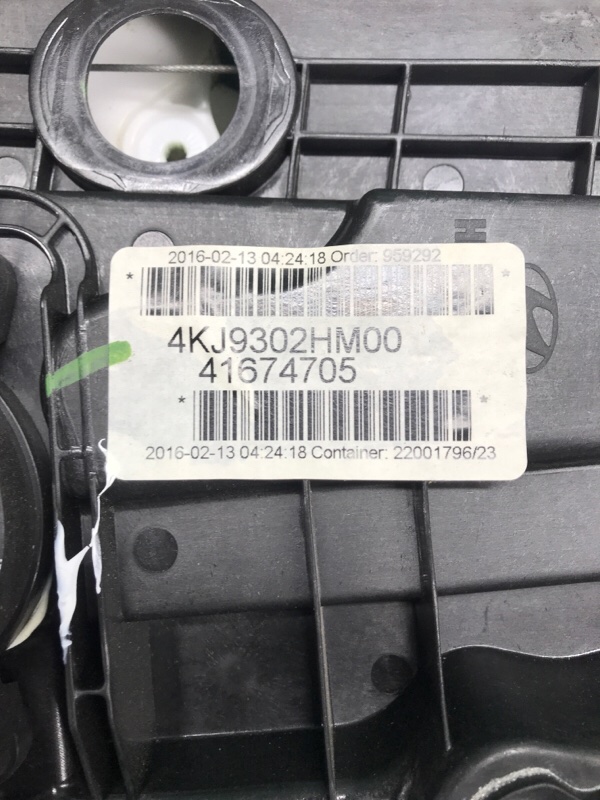 2016-02-13 04:24:18 Order: 959292
* *
4KJ9302HM00
41674705
* *
2016-02-13 04:24:18 Container: 22001796/23
H